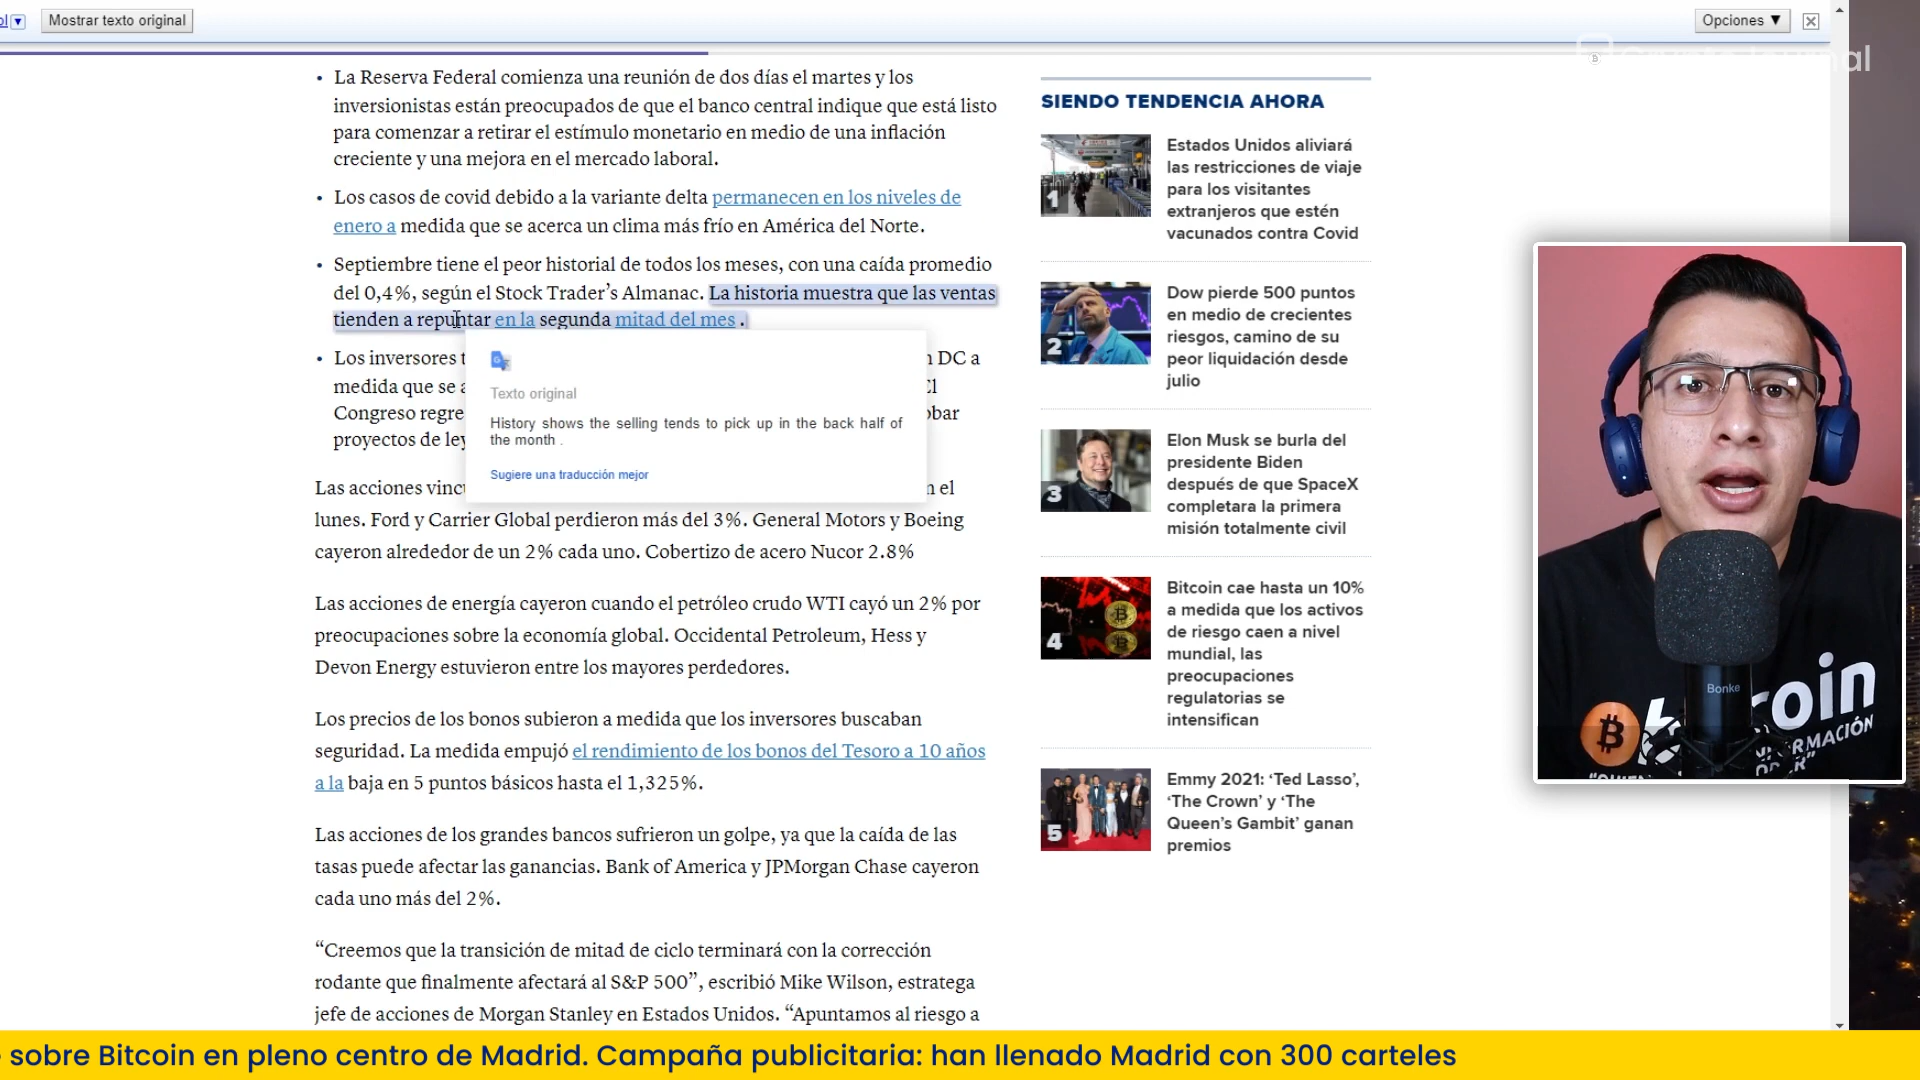 ol ▼ Mostrar texto original Opciones ▼
• La Reserva Federal comienza una reunión de dos días el martes y los
inversionistas están preocupados de que el banco central indique que está listo
para comenzar a retirar el estímulo monetario en medio de una inflación
creciente y una mejora en el mercado laboral.
• Los casos de covid debido a la variante delta permanecen en los niveles de
enero a medida que se acerca un clima más frío en América del Norte.
• Septiembre tiene el peor historial de todos los meses, con una caída promedio
del 0,4%, según el Stock Trader’s Almanac. La historia muestra que las ventas
tienden a repuntar en la segunda mitad del mes .
• Los inversores
DC a
medida que se
Congreso regre
proyectos de ley
Texto original
History shows the selling tends to pick up in the back half of
the month .
Sugiere una traducción mejor
Las acciones
el
lunes. Ford y Carrier Global perdieron más del 3%. General Motors y Boeing
cayeron alrededor de un 2% cada uno. Cobertizo de acero Nucor 2.8%
Las acciones de energía cayeron cuando el petróleo crudo WTI cayó un 2% por
preocupaciones sobre la economía global. Occidental Petroleum, Hess y
Devon Energy estuvieron entre los mayores perdedores.
Los precios de los bonos subieron a medida que los inversores buscaban
seguridad. La medida empujó el rendimiento de los bonos del Tesoro a 10 años
a la baja en 5 puntos básicos hasta el 1,325%.
Las acciones de los grandes bancos sufrieron un golpe, ya que la caída de las
tasas puede afectar las ganancias. Bank of America y JPMorgan Chase cayeron
cada uno más del 2%.
“Creemos que la transición de mitad de ciclo terminará con la corrección
rodante que finalmente afectará al S&P 500”, escribió Mike Wilson, estratega
jefe de acciones de Morgan Stanley en Estados Unidos. “Apuntamos al riesgo a
SIENDO TENDENCIA AHORA
1
Estados Unidos aliviará
las restricciones de viaje
para los visitantes
extranjeros que estén
vacunados contra Covid
2
Dow pierde 500 puntos
en medio de crecientes
riesgos, camino de su
peor liquidación desde
julio
3
Elon Musk se burla del
presidente Biden
después de que SpaceX
completara la primera
misión totalmente civil
4
Bitcoin cae hasta un 10%
a medida que los activos
de riesgo caen a nivel
mundial, las
preocupaciones
regulatorias se
intensifican
5
Emmy 2021: ‘Ted Lasso’,
‘The Crown’ y ‘The
Queen’s Gambit’ ganan
premios
Bonke
sobre Bitcoin en pleno centro de Madrid. Campaña publicitaria: han llenado Madrid con 300 carteles